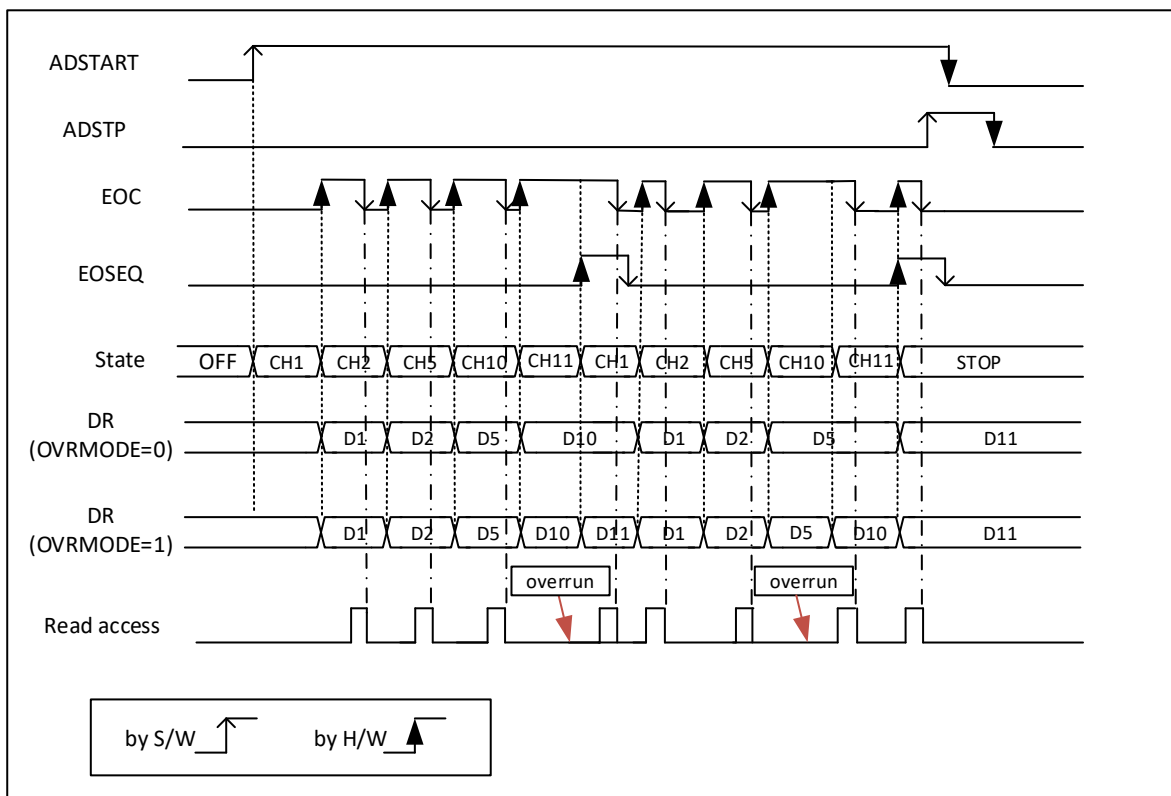 ADSTART
ADSTP
EOC
EOSEQ
State OFF CH1 CH2 CH5 CH10 CH11 CH1 CH2 CH5 CH10 CH11 STOP
DR
(OVRMODE=0) D1 D2 D5 D10 D1 D2 D5 D11
DR
(OVRMODE=1) D1 D2 D5 D10 D11 D1 D2 D5 D10 D11
overrun overrun
Read access
by S/W by H/W